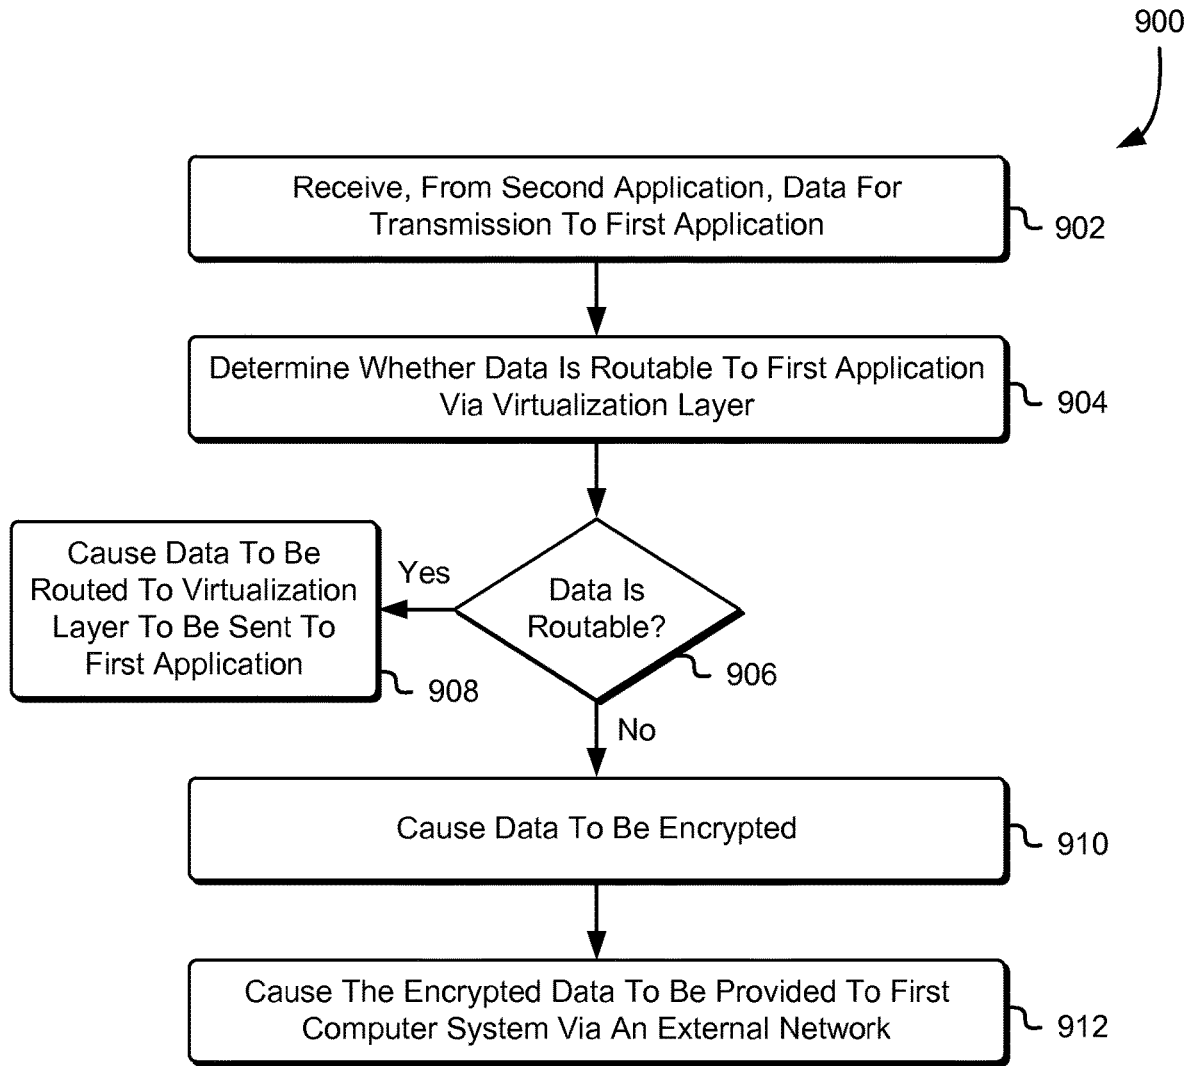 900
Receive, From Second Application, Data For
Transmission To First Application
902
Determine Whether Data Is Routable To First Application
Via Virtualization Layer
904
Cause Data To Be
Routed To Virtualization
Layer To Be Sent To
First Application
908
Yes
Data Is
Routable?
906
No
Cause Data To Be Encrypted
910
Cause The Encrypted Data To Be Provided To First
Computer System Via An External Network
912